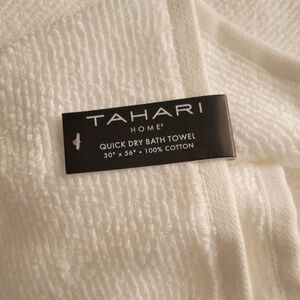 TAHARI
HOME®
QUICK DRY BATH TOWEL
30" x 56" • 100% COTTON